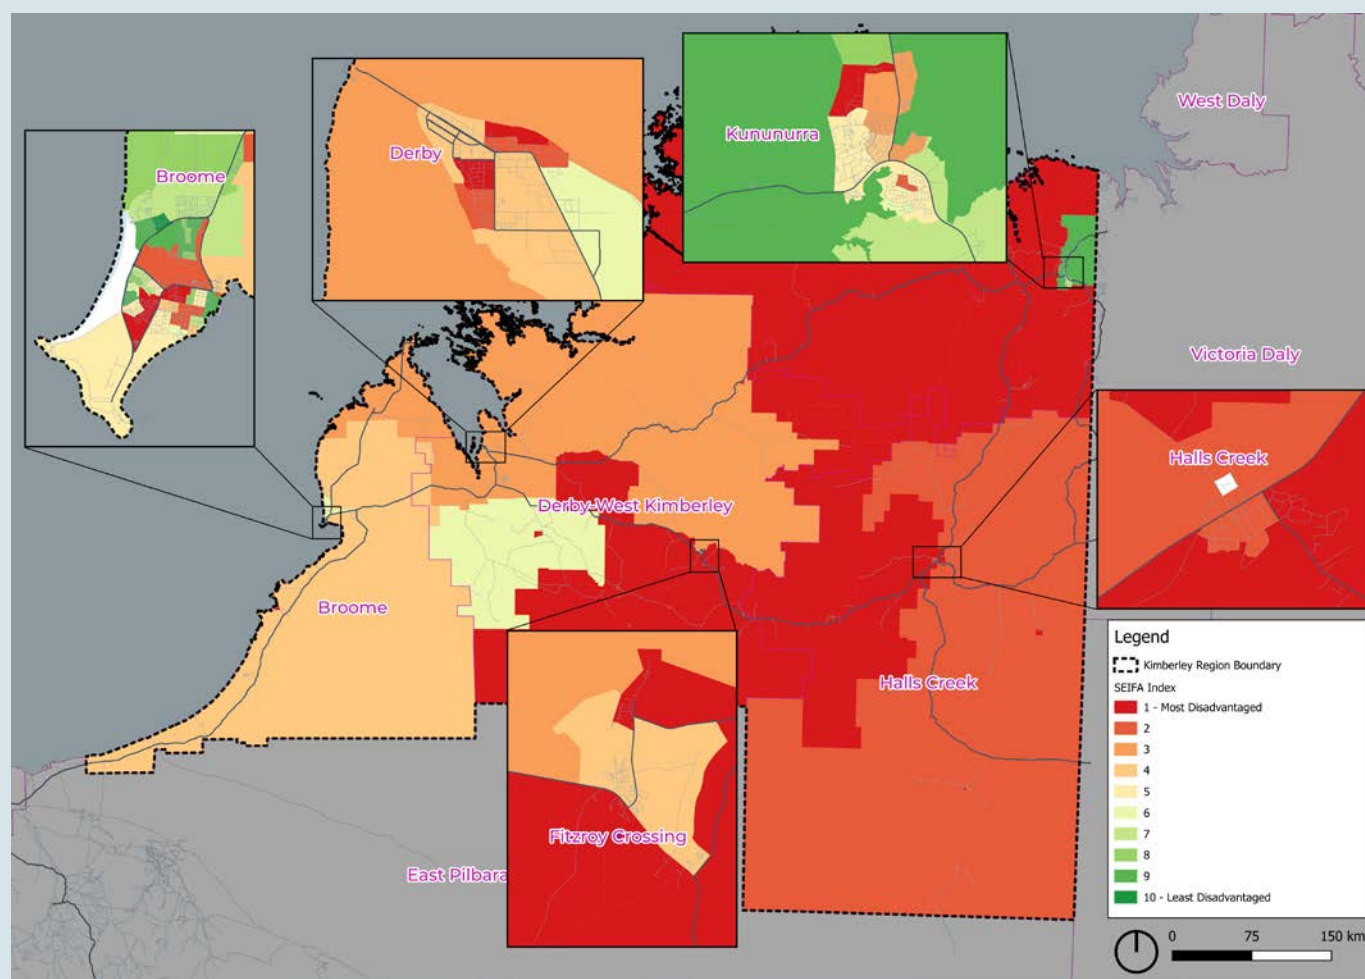 West Daly
Kununurra
Derby
Broome
Victoria Daly
Halls Creek
Derby-West Kimberley
Broome
Halls Creek
Fitzroy Crossing
East Pilbara
Legend
Kimberley Region Boundary
SEIFA Index
1 - Most Disadvantaged
2
3
4
5
6
7
8
9
10 - Least Disadvantaged
0 75 150 km